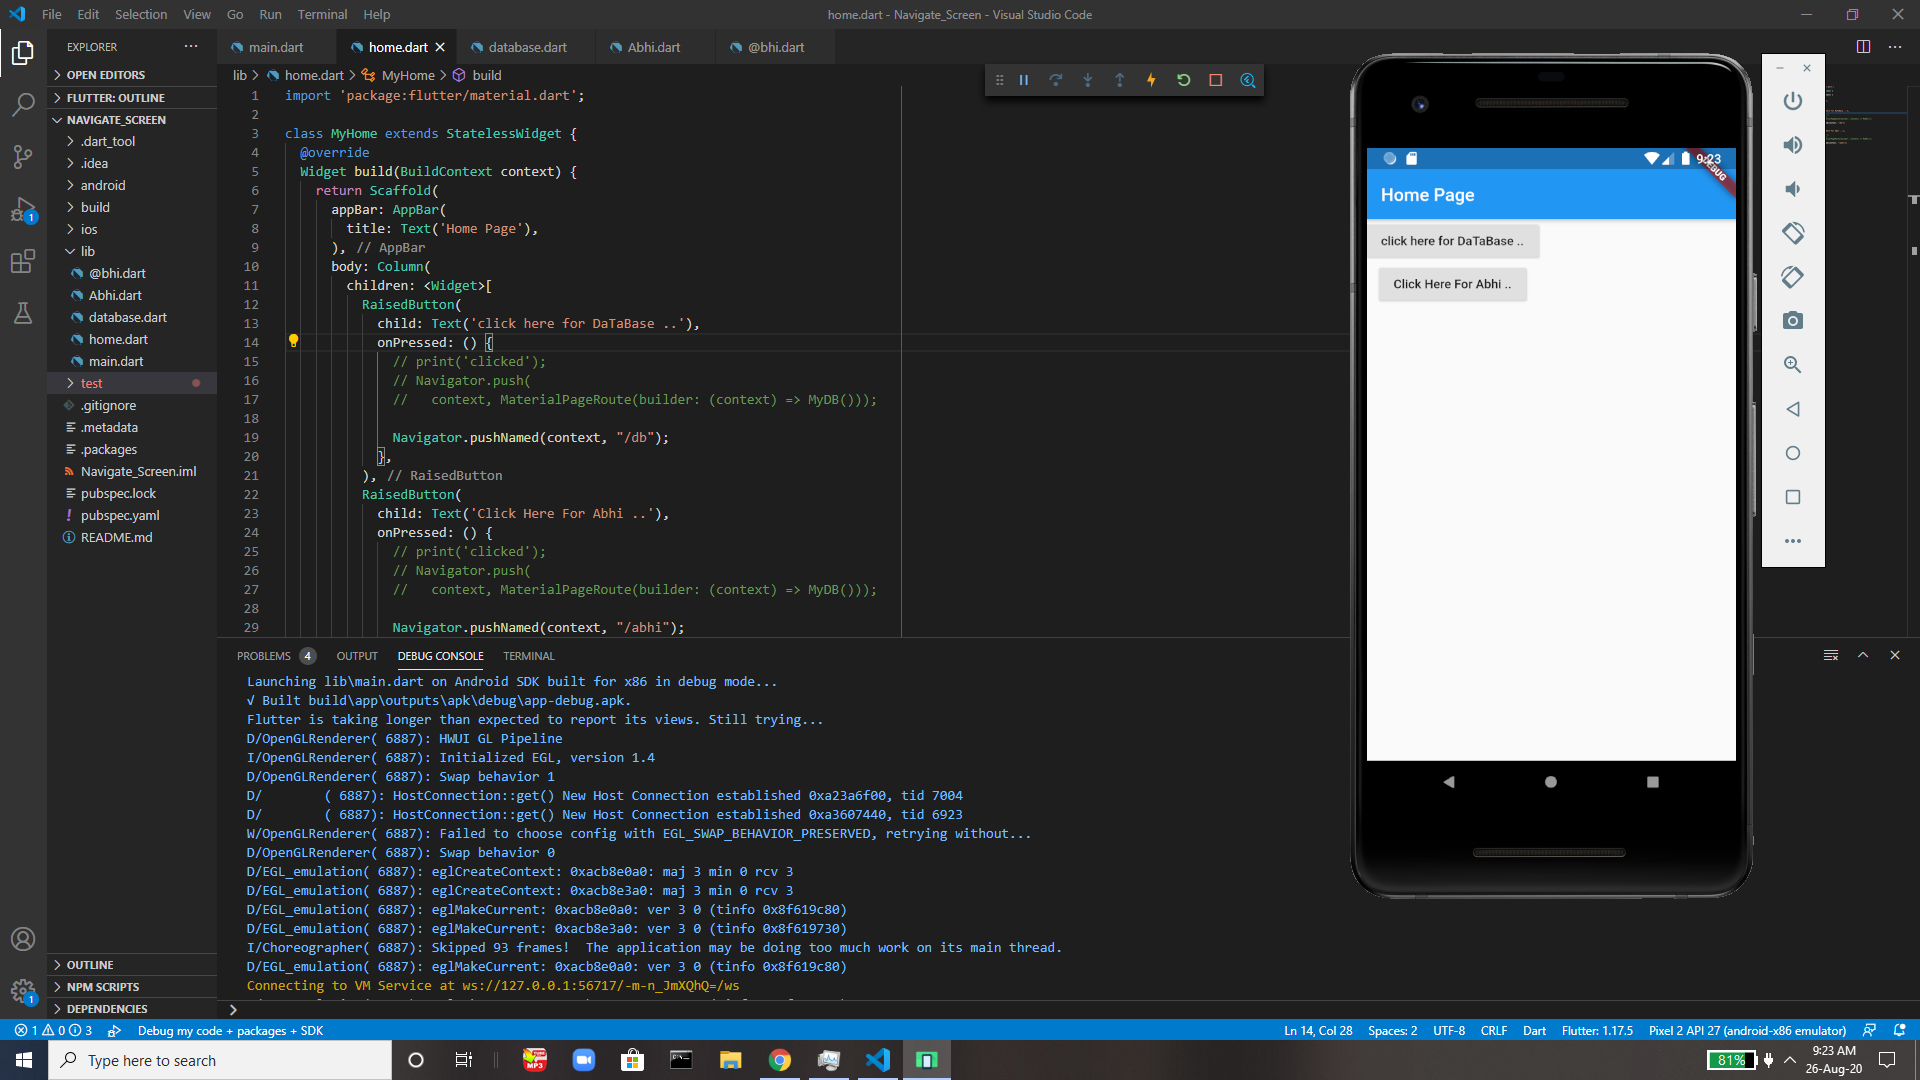 File Edit Selection View Go Run Terminal Help
home.dart - Navigate_Screen - Visual Studio Code
EXPLORER
OPEN EDITORS
FLUTTER: OUTLINE
NAVIGATE_SCREEN
.dart_tool
.idea
android
build
ios
lib
@bhi.dart
Abhi.dart
database.dart
home.dart
main.dart
test
.gitignore
.metadata
.packages
Navigate_Screen.iml
pubspec.lock
pubspec.yaml
README.md
OUTLINE
NPM SCRIPTS
DEPENDENCIES
1
1
main.dart home.dart database.dart Abhi.dart @bhi.dart
lib > home.dart > MyHome > build
1 import 'package:flutter/material.dart';
2
3 class MyHome extends StatelessWidget {
4 @override
5 Widget build(BuildContext context) {
6 return Scaffold(
7 appBar: AppBar(
8 title: Text('Home Page'),
9 ), // AppBar
10 body: Column(
11 children: <Widget>[
12 RaisedButton(
13 child: Text('click here for DaTaBase ..'),
14 onPressed: () {
15 // print('clicked');
16 // Navigator.push(
17 //   context, MaterialPageRoute(builder: (context) => MyDB()));
18
19 Navigator.pushNamed(context, "/db");
20 },
21 ), // RaisedButton
22 RaisedButton(
23 child: Text('Click Here For Abhi ..'),
24 onPressed: () {
25 // print('clicked');
26 // Navigator.push(
27 //   context, MaterialPageRoute(builder: (context) => MyDB()));
28
29 Navigator.pushNamed(context, "/abhi");
9:23
DEBUG
Home Page
click here for DaTaBase ..
Click Here For Abhi ..
PROBLEMS 4 OUTPUT DEBUG CONSOLE TERMINAL
Launching lib\main.dart on Android SDK built for x86 in debug mode...
√ Built build\app\outputs\apk\debug\app-debug.apk.
Flutter is taking longer than expected to report its views. Still trying...
D/OpenGLRenderer( 6887): HWUI GL Pipeline
I/OpenGLRenderer( 6887): Initialized EGL, version 1.4
D/OpenGLRenderer( 6887): Swap behavior 1
D/        ( 6887): HostConnection::get() New Host Connection established 0xa23a6f00, tid 7004
D/        ( 6887): HostConnection::get() New Host Connection established 0xa3607440, tid 6923
W/OpenGLRenderer( 6887): Failed to choose config with EGL_SWAP_BEHAVIOR_PRESERVED, retrying without...
D/OpenGLRenderer( 6887): Swap behavior 0
D/EGL_emulation( 6887): eglCreateContext: 0xacb8e0a0: maj 3 min 0 rcv 3
D/EGL_emulation( 6887): eglCreateContext: 0xacb8e3a0: maj 3 min 0 rcv 3
D/EGL_emulation( 6887): eglMakeCurrent: 0xacb8e0a0: ver 3 0 (tinfo 0x8f619c80)
D/EGL_emulation( 6887): eglMakeCurrent: 0xacb8e3a0: ver 3 0 (tinfo 0x8f619730)
I/Choreographer( 6887): Skipped 93 frames!  The application may be doing too much work on its main thread.
D/EGL_emulation( 6887): eglMakeCurrent: 0xacb8e0a0: ver 3 0 (tinfo 0x8f619c80)
Connecting to VM Service at ws://127.0.0.1:56717/-m-n_JmXQhQ=/ws
1 0 3 Debug my code + packages + SDK
Ln 14, Col 28 Spaces: 2 UTF-8 CRLF Dart Flutter: 1.17.5 Pixel 2 API 27 (android-x86 emulator)
Type here to search
MP3
81%
9:23 AM
26-Aug-20